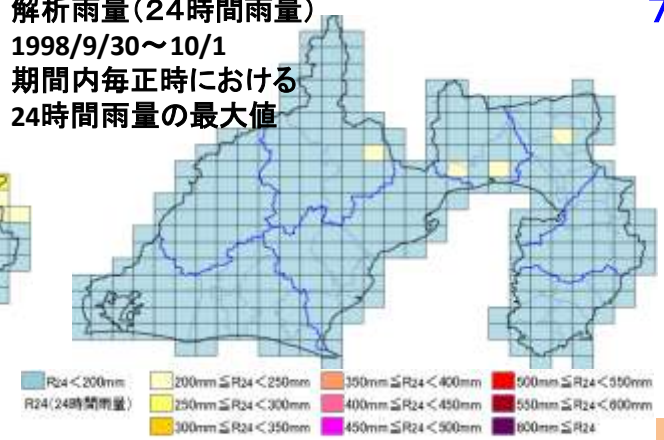 解析雨量(24時間雨量)
1998/9/30～10/1
期間内毎正時における
24時間雨量の最大値
R24＜200mm 200mm≦R24＜250mm 350mm≦R24＜400mm 500mm≦R24＜550mm
R24(24時間雨量) 250mm≦R24＜300mm 400mm≦R24＜450mm 550mm≦R24＜600mm
300mm≦R24＜350mm 450mm≦R24＜500mm 600mm≦R24